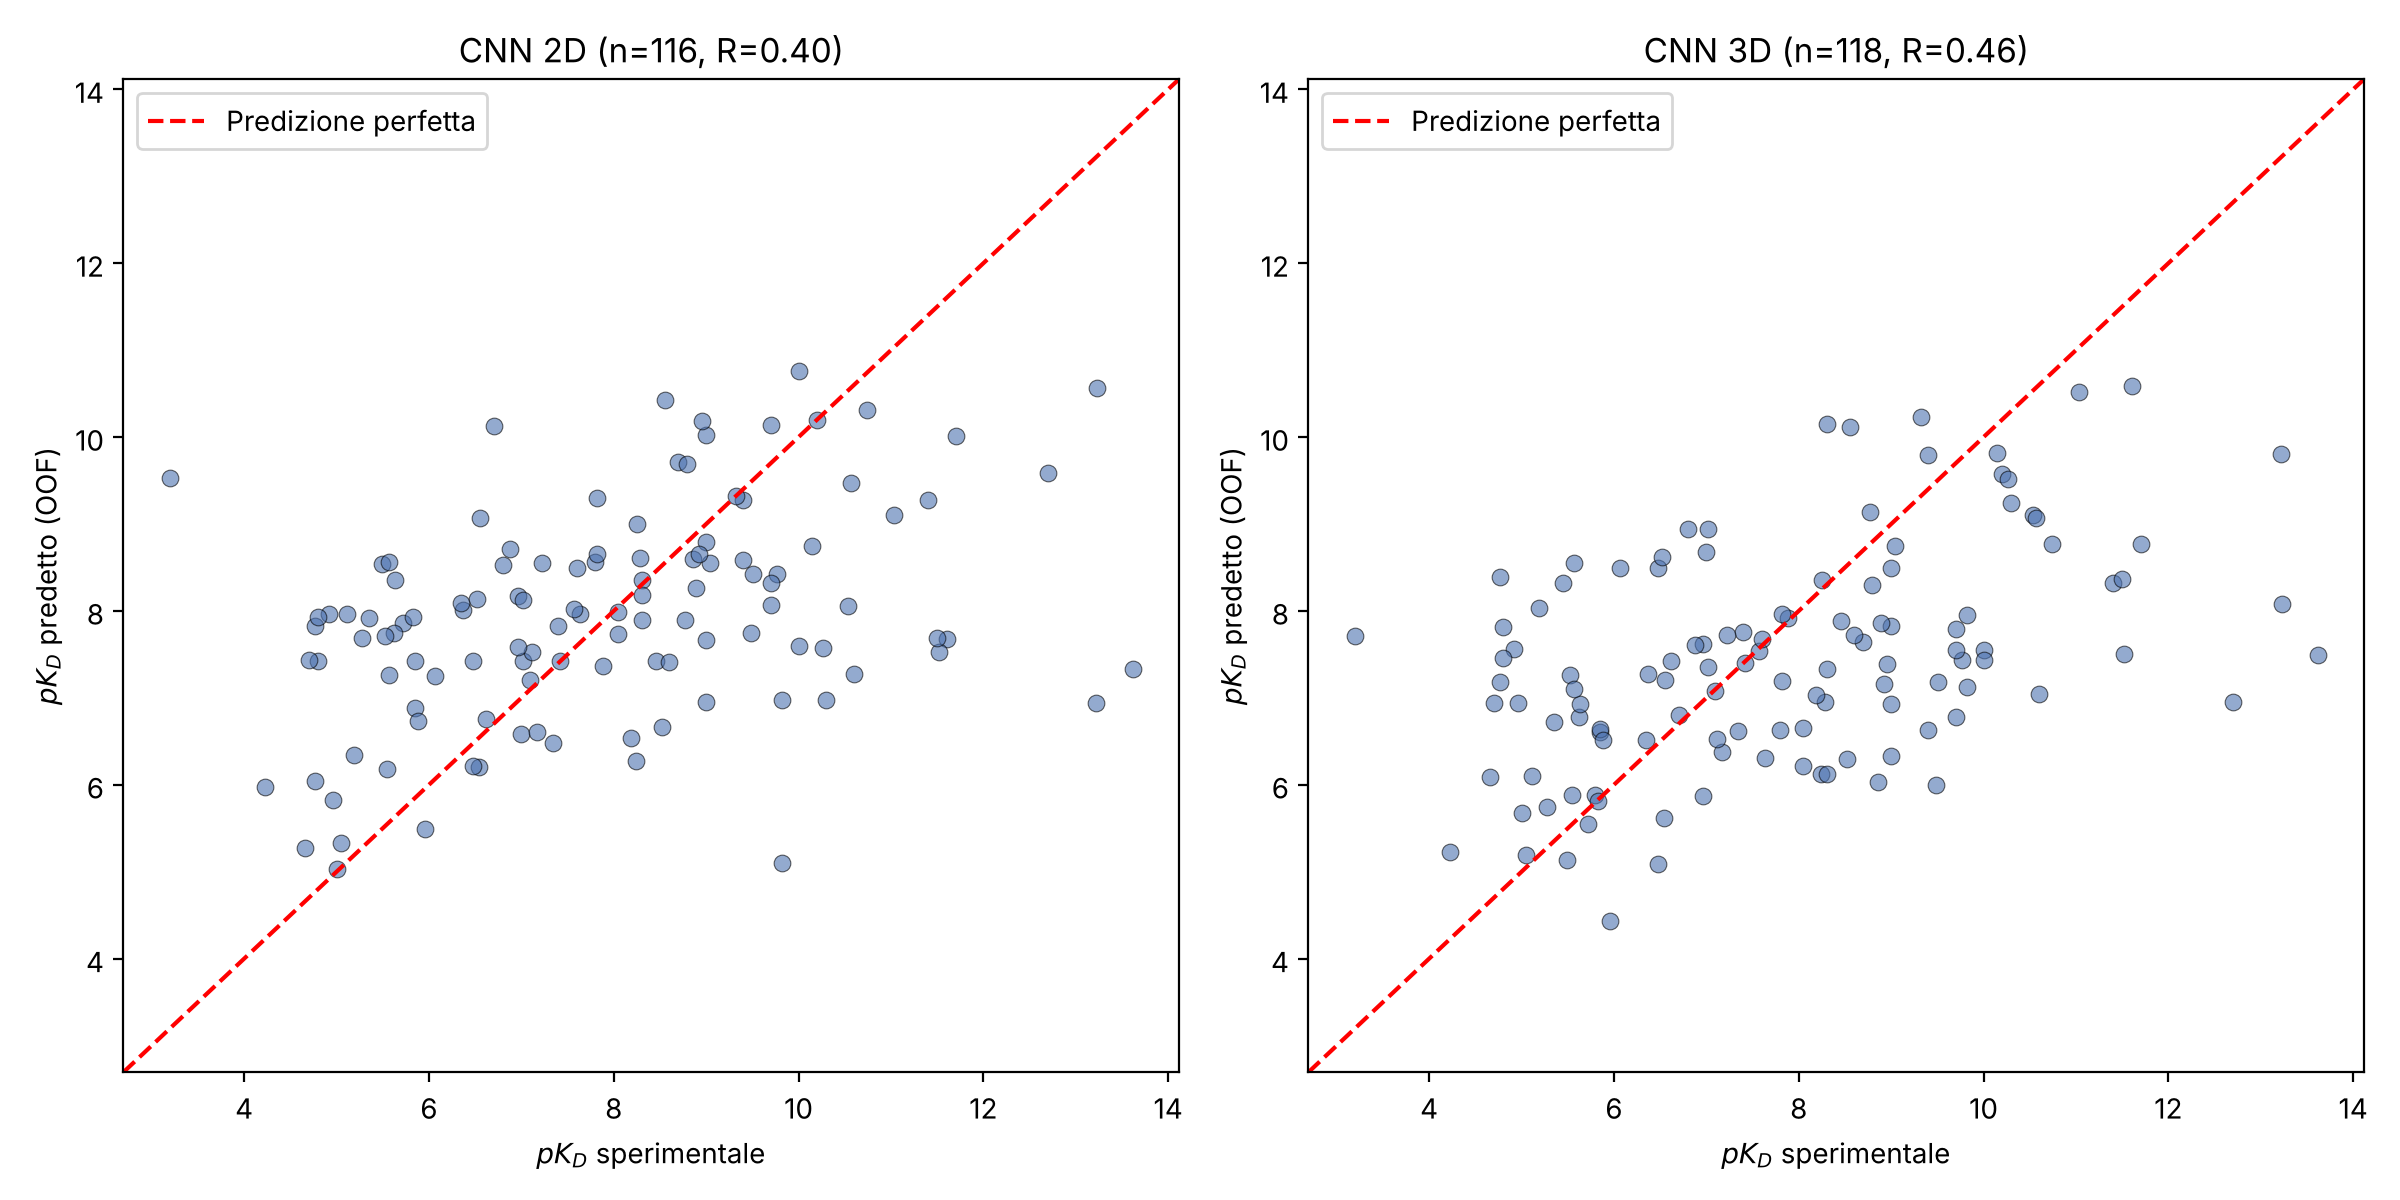 CNN 2D (n=116, R=0.40)
Predizione perfetta
14
12
10
8
6
4
pK_D predetto (OOF)
4 6 8 10 12 14
pK_D sperimentale
CNN 3D (n=118, R=0.46)
Predizione perfetta
14
12
10
8
6
4
pK_D predetto (OOF)
4 6 8 10 12 14
pK_D sperimentale